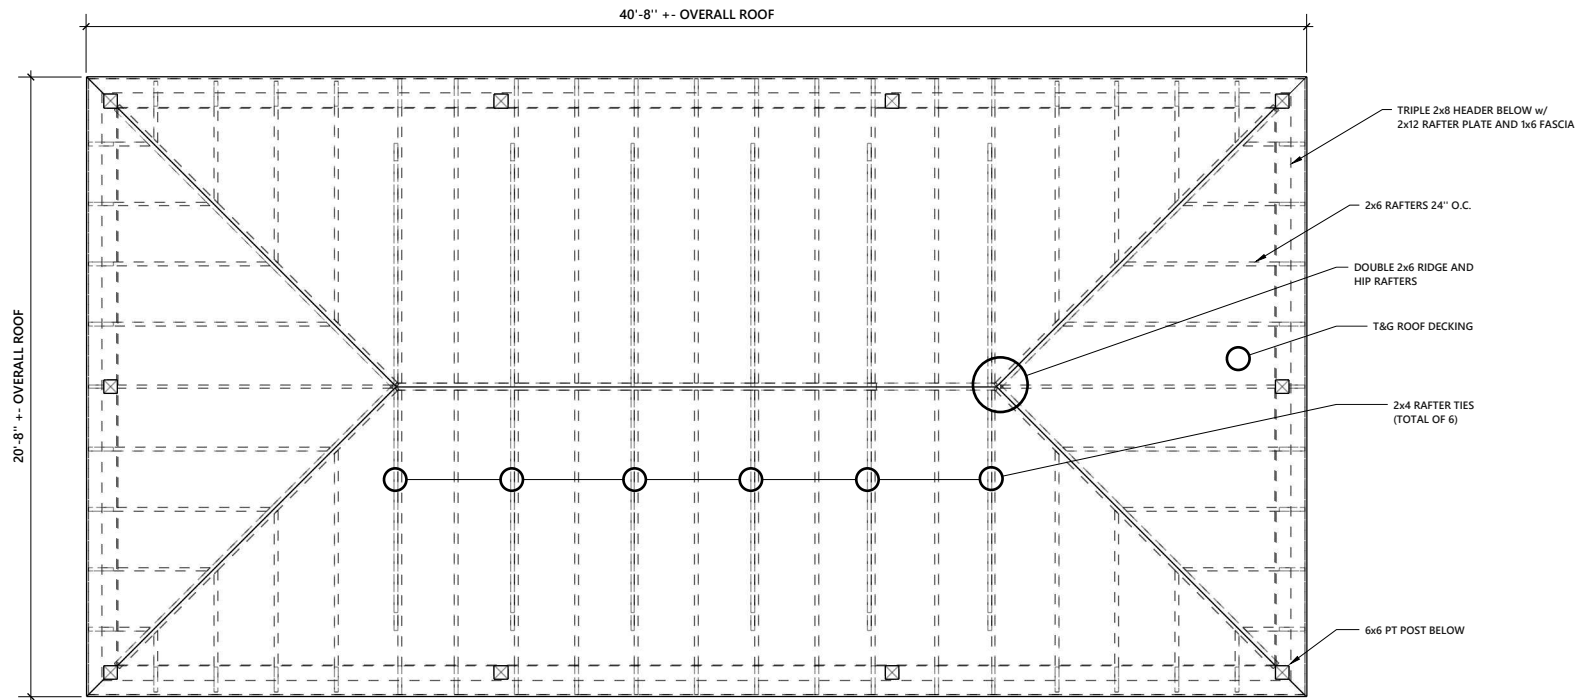 40'-8'' +- OVERALL ROOF
20'-8'' +- OVERALL ROOF
TRIPLE 2x8 HEADER BELOW w/
2x12 RAFTER PLATE AND 1x6 FASCIA
2x6 RAFTERS 24'' O.C.
DOUBLE 2x6 RIDGE AND
HIP RAFTERS
T&G ROOF DECKING
2x4 RAFTER TIES
(TOTAL OF 6)
6x6 PT POST BELOW